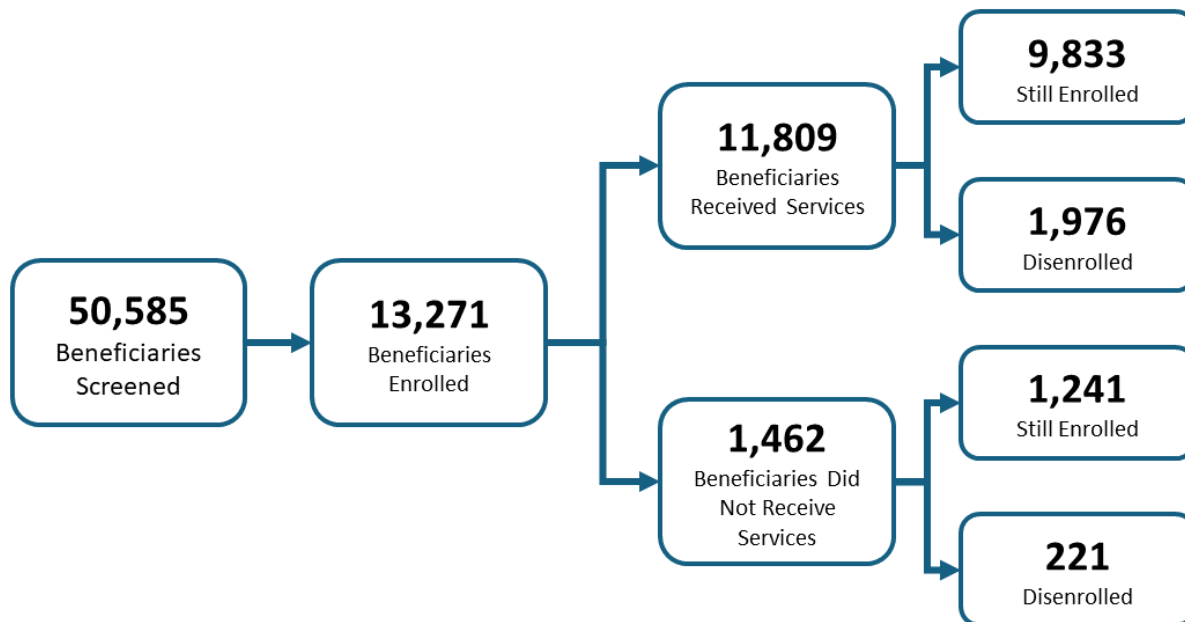 50,585
Beneficiaries
Screened
13,271
Beneficiaries
Enrolled
11,809
Beneficiaries
Received Services
9,833
Still Enrolled
1,976
Disenrolled
1,462
Beneficiaries Did
Not Receive
Services
1,241
Still Enrolled
221
Disenrolled